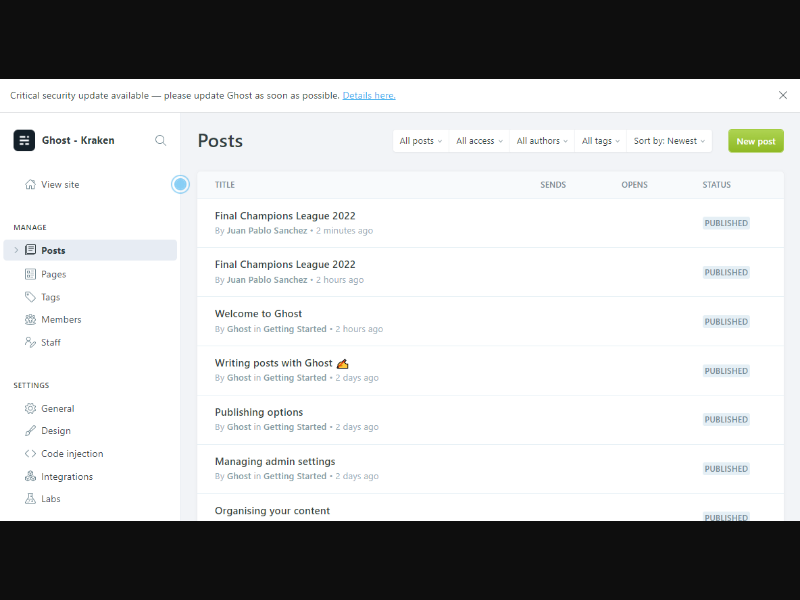 Critical security update available — please update Ghost as soon as possible. Details here.
Ghost - Kraken
Posts
All posts
All access
All authors
All tags
Sort by: Newest
New post
View site
TITLE
SENDS
OPENS
STATUS
MANAGE
Posts
Pages
Tags
Members
Staff
SETTINGS
General
Design
Code injection
Integrations
Labs
Final Champions League 2022
By Juan Pablo Sanchez • 2 minutes ago
PUBLISHED
Final Champions League 2022
By Juan Pablo Sanchez • 2 hours ago
PUBLISHED
Welcome to Ghost
By Ghost in Getting Started • 2 hours ago
PUBLISHED
Writing posts with Ghost ✍️
By Ghost in Getting Started • 2 days ago
PUBLISHED
Publishing options
By Ghost in Getting Started • 2 days ago
PUBLISHED
Managing admin settings
By Ghost in Getting Started • 2 days ago
PUBLISHED
Organising your content
PUBLISHED